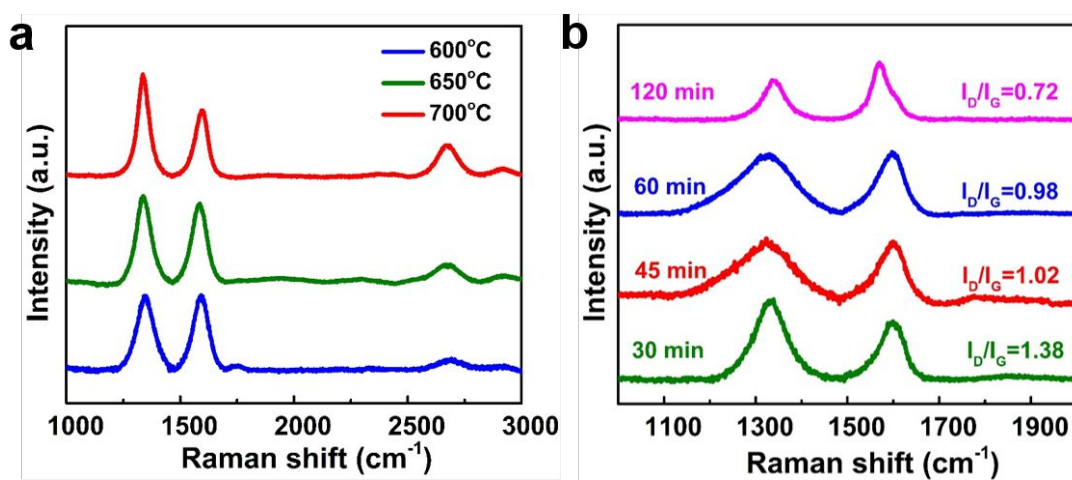 a
600°C
650°C
700°C
Intensity (a.u.)
1000 1500 2000 2500 3000
Raman shift (cm⁻¹)
b
120 min I_D/I_G=0.72
60 min I_D/I_G=0.98
45 min I_D/I_G=1.02
30 min I_D/I_G=1.38
Intensity (a.u.)
1100 1300 1500 1700 1900
Raman shift (cm⁻¹)